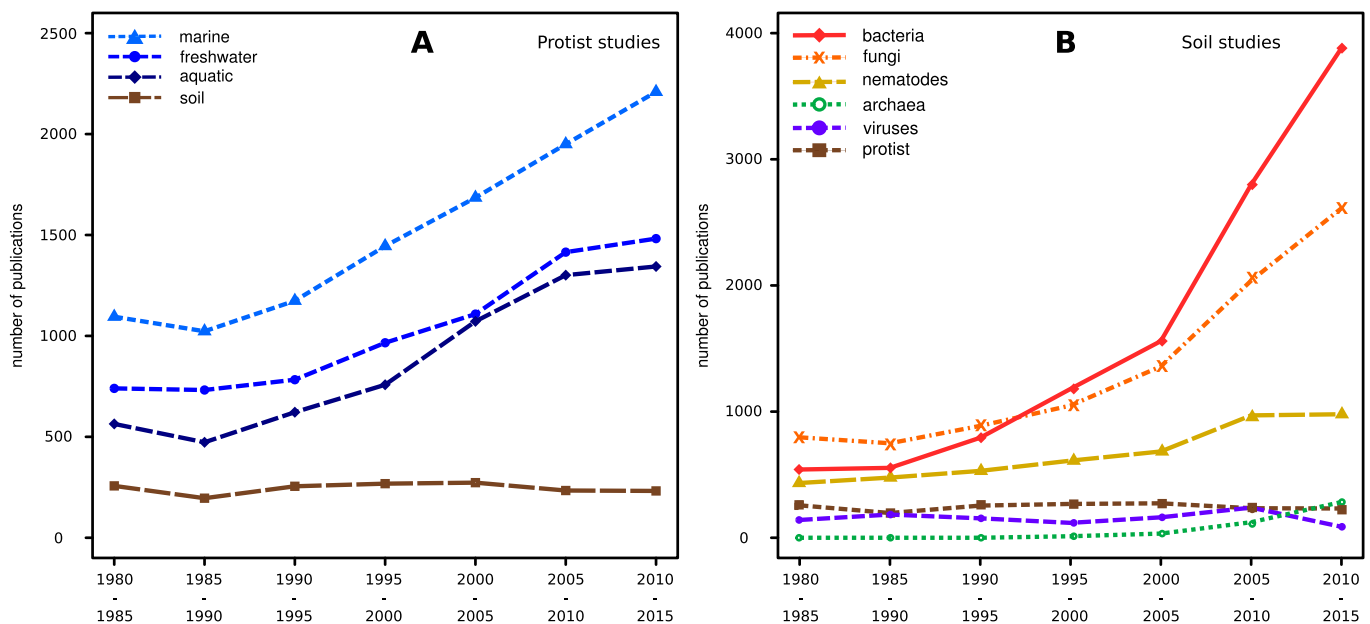 A
Protist studies
marine
freshwater
aquatic
soil
number of publications
2500
2000
1500
1000
500
0
1980 - 1985
1985 - 1990
1990 - 1995
1995 - 2000
2000 - 2005
2005 - 2010
2010 - 2015
B
Soil studies
bacteria
fungi
nematodes
archaea
viruses
protist
number of publications
4000
3000
2000
1000
0
1980 - 1985
1985 - 1990
1990 - 1995
1995 - 2000
2000 - 2005
2005 - 2010
2010 - 2015